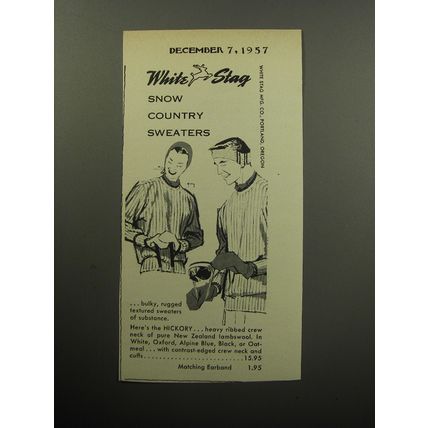 DECEMBER 7, 1957
White Stag
SNOW
COUNTRY
SWEATERS
WHITE STAG MFG. CO., PORTLAND, OREGON
... bulky, rugged
textured sweaters
of substance.
Here's the HICKORY ... heavy ribbed crew
neck of pure New Zealand lambswool. In
White, Oxford, Alpine Blue, Black, or Oat-
meal ... with contrast-edged crew neck and
cuffs ........................ 15.95
Matching Earband 1.95